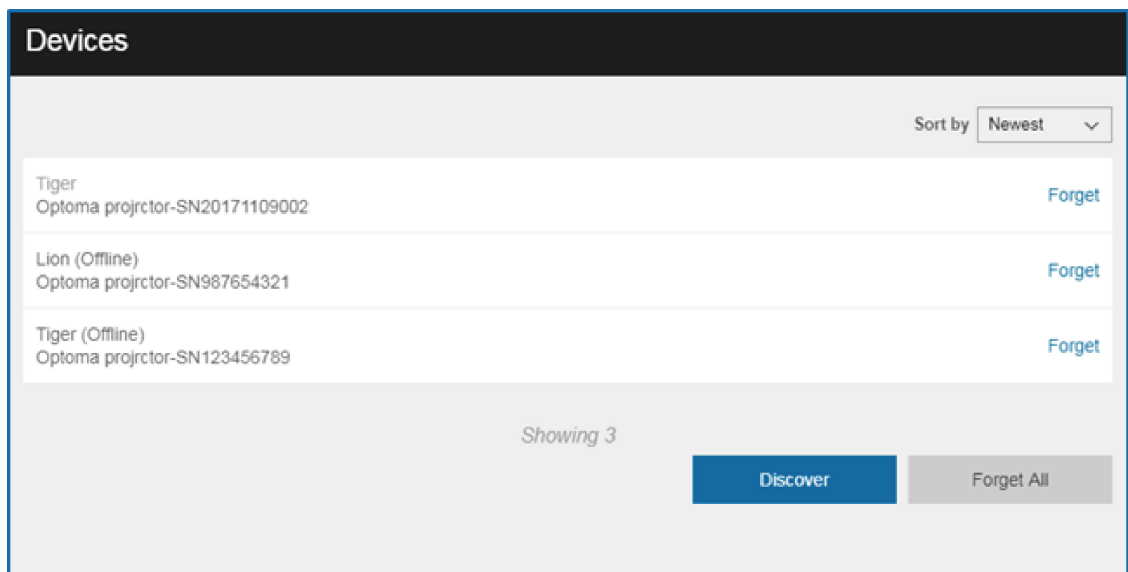 Devices
Sort by Newest
Tiger
Optoma projrctor-SN20171109002
Forget
Lion (Offline)
Optoma projrctor-SN987654321
Forget
Tiger (Offline)
Optoma projrctor-SN123456789
Forget
Showing 3
Discover
Forget All